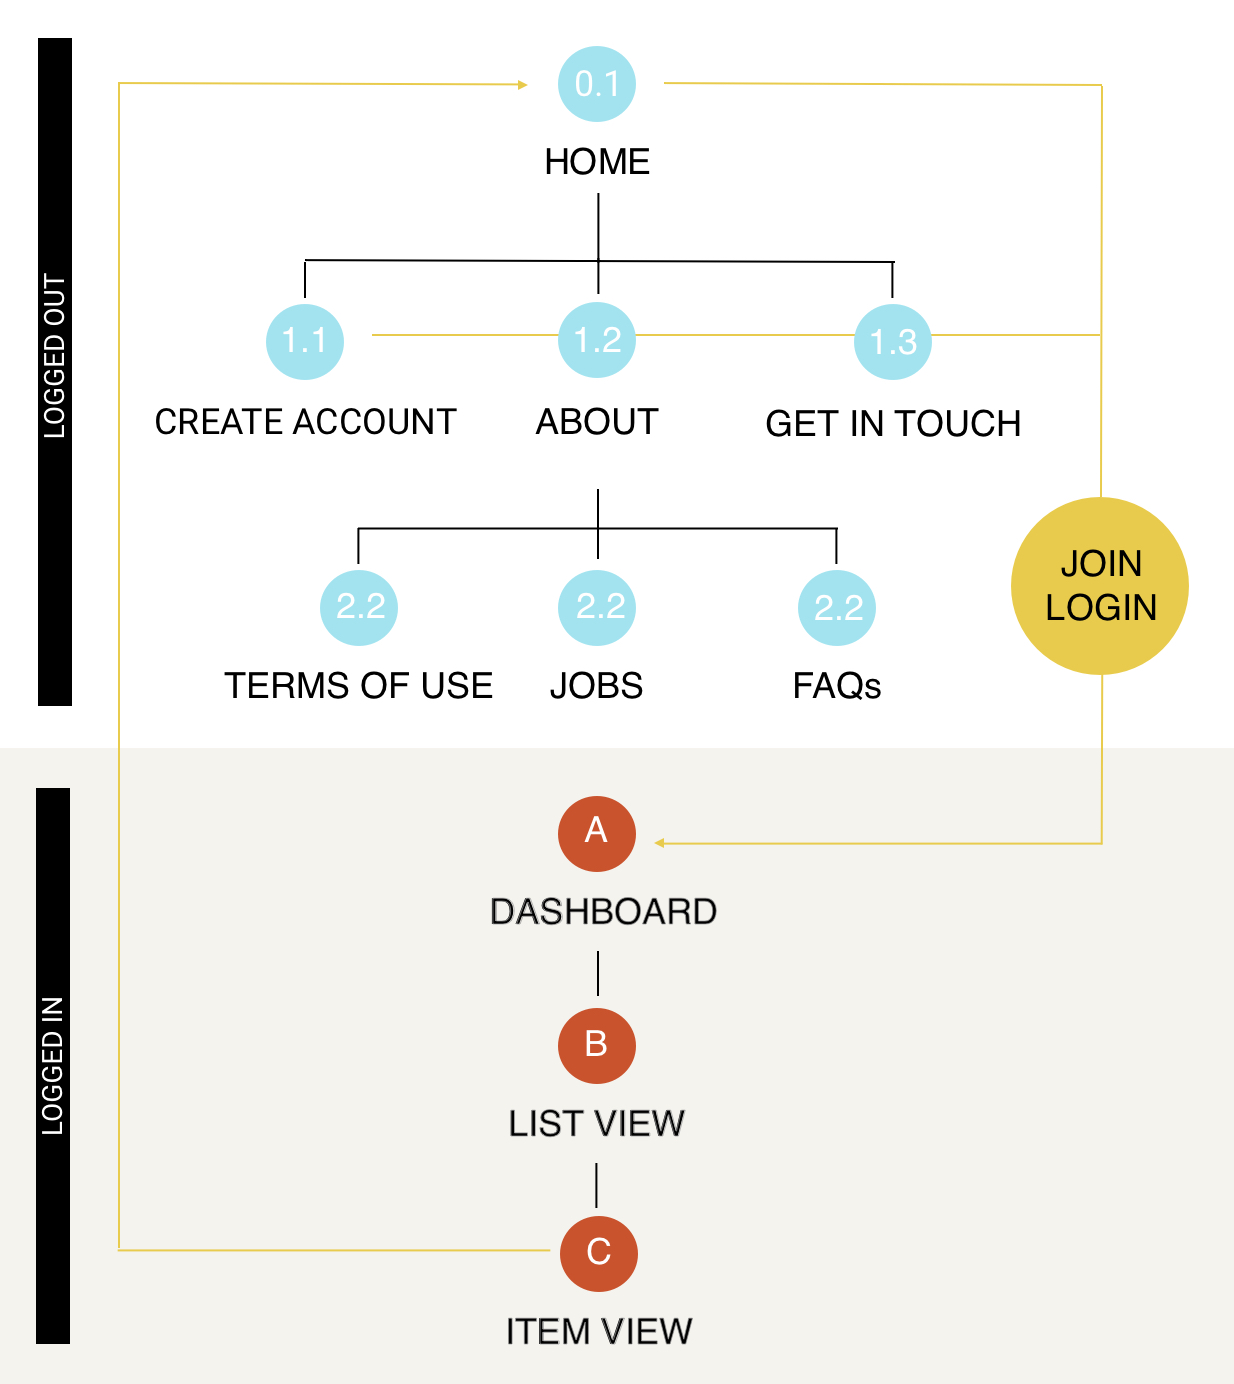 LOGGED OUT
0.1
HOME
1.1
1.2
1.3
CREATE ACCOUNT
ABOUT
GET IN TOUCH
JOIN
LOGIN
2.2
2.2
2.2
TERMS OF USE
JOBS
FAQs
LOGGED IN
A
DASHBOARD
B
LIST VIEW
C
ITEM VIEW